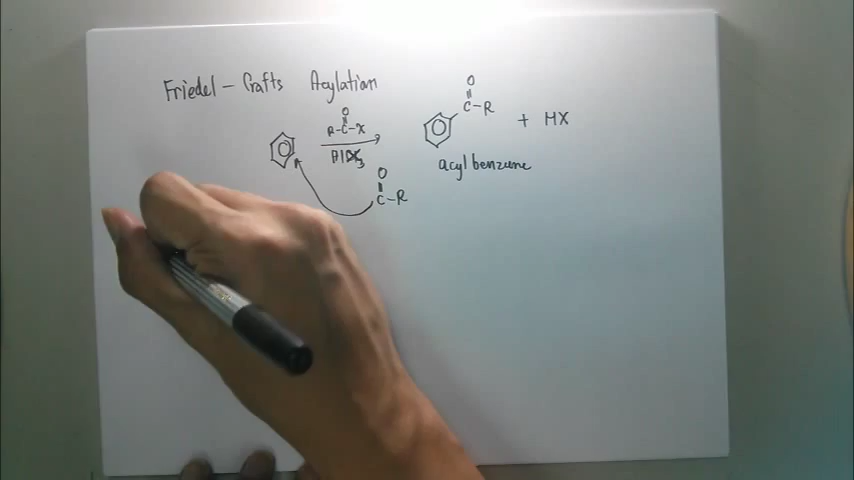 Friedel - Crafts Acylation
O
O
C-R + HX
R-C-X
AlX3
acyl benzene
O
C-R